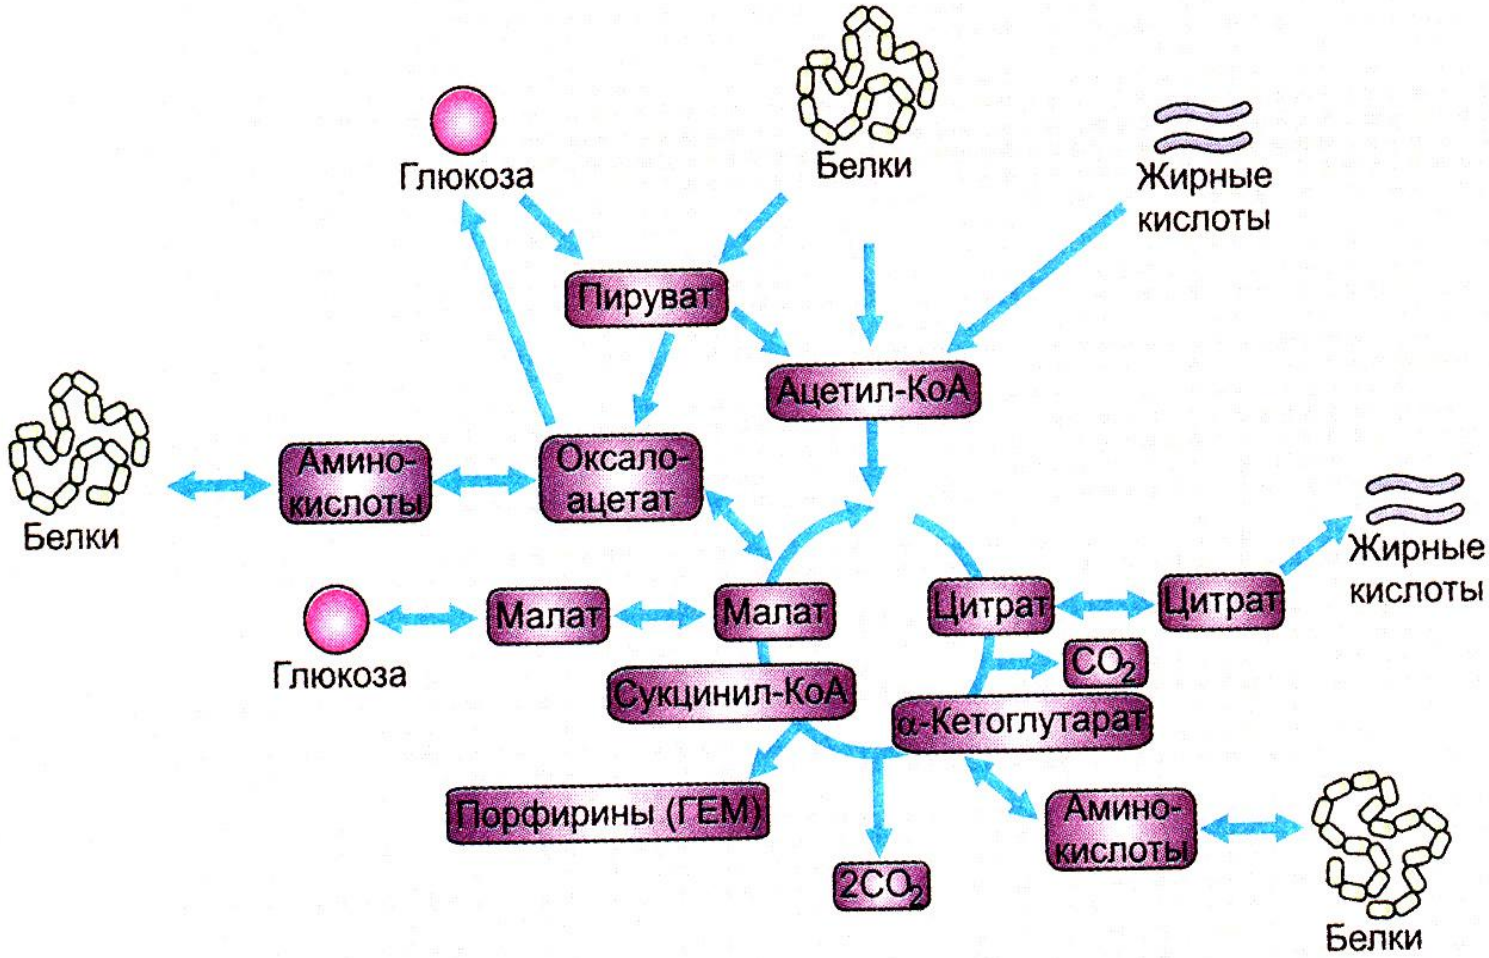 Белки
Глюкоза
Жирные
кислоты
Пируват
Ацетил-КоА
Амино-
кислоты
Оксало-
ацетат
Белки
Жирные
кислоты
Глюкоза
Малат
Малат
Цитрат
Цитрат
CO₂
Сукцинил-КоА
α-Кетоглутарат
Порфирины (ГЕМ)
2CO₂
Амино-
кислоты
Белки